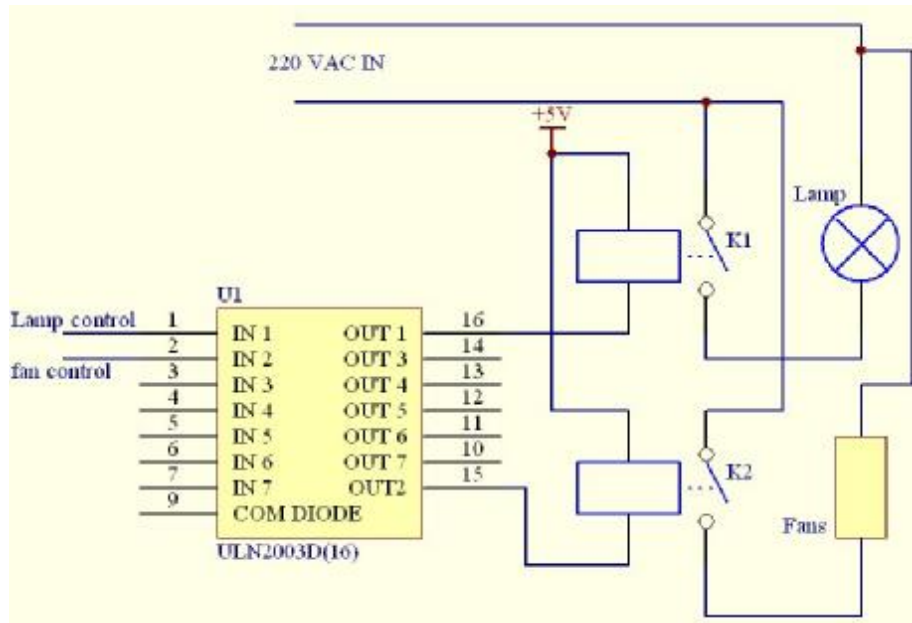 220 VAC IN
+5V
Lamp
K1
U1
Lamp control 1 IN 1 OUT 1 16
2 IN 2 OUT 3 14
fan control 3 IN 3 OUT 4 13
4 IN 4 OUT 5 12
5 IN 5 OUT 6 11
6 IN 6 OUT 7 10
7 IN 7 OUT2 15
9 COM DIODE
K2
Fans
ULN2003D(16)